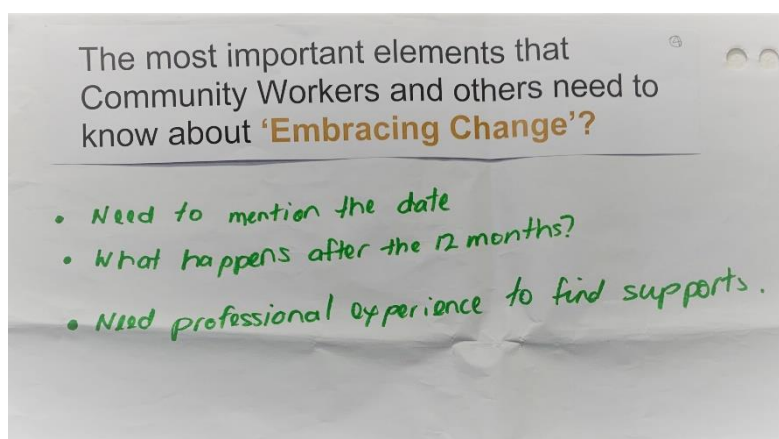 The most important elements that
Community Workers and others need to
know about ‘Embracing Change’?
• Need to mention the date
• What happens after the 12 months?
• Need professional experience to find supports.